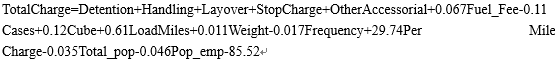 TotalCharge=Detention+Handling+Layover+StopCharge+OtherAccessorial+0.067Fuel_Fee-0.11
Cases+0.12Cube+0.61LoadMiles+0.011Weight-0.017Frequency+29.74Per Mile
Charge-0.035Total_pop-0.046Pop_emp-85.52↵